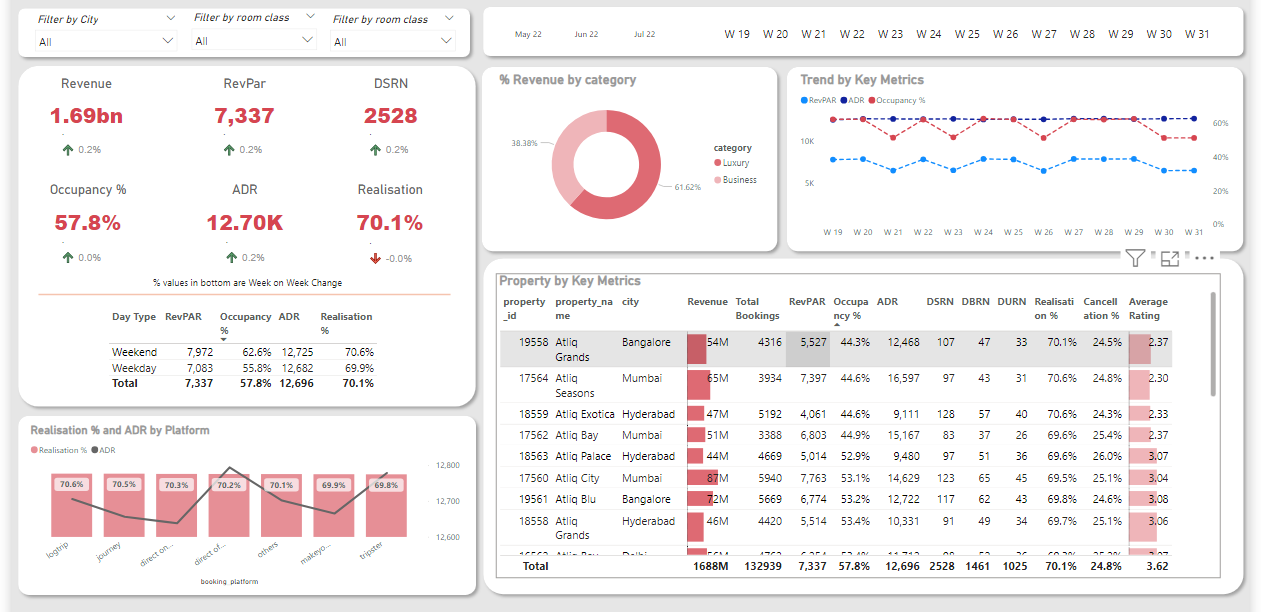 Filter by City
Filter by room class
Filter by room class
All
All
All
May 22 Jun 22 Jul 22 W 19 W 20 W 21 W 22 W 23 W 24 W 25 W 26 W 27 W 28 W 29 W 30 W 31
Revenue RevPar DSRN
1.69bn 7,337 2528
0.2% 0.2% 0.2%
Occupancy % ADR Realisation
57.8% 12.70K 70.1%
0.0% 0.2% -0.0%
% values in bottom are Week on Week Change
Day Type RevPAR Occupancy % ADR Realisation %
Weekend 7,972 62.6% 12,725 70.6%
Weekday 7,083 55.8% 12,682 69.9%
Total 7,337 57.8% 12,696 70.1%
% Revenue by category
38.38%
61.62%
category
Luxury
Business
Trend by Key Metrics
RevPAR ADR Occupancy %
10K
5K
60%
40%
20%
0%
W 19 W 20 W 21 W 22 W 23 W 24 W 25 W 26 W 27 W 28 W 29 W 30 W 31
Realisation % and ADR by Platform
Realisation % ADR
12,800
12,700
12,600
70.6% 70.5% 70.3% 70.2% 70.1% 69.9% 69.8%
logtrip journey direct on... direct of... others makeyo... tripster
booking_platform
Property by Key Metrics
property_id property_name city Revenue Total Bookings RevPAR Occupancy % ADR DSRN DBRN DURN Realisation % Cancellation % Average Rating
19558 Atliq Grands Bangalore 54M 4316 5,527 44.3% 12,468 107 47 33 70.1% 24.5% 2.37
17564 Atliq Seasons Mumbai 65M 3934 7,397 44.6% 16,597 97 43 31 70.6% 24.8% 2.30
18559 Atliq Exotica Hyderabad 47M 5192 4,061 44.6% 9,111 128 57 40 70.6% 24.3% 2.33
17562 Atliq Bay Mumbai 51M 3388 6,803 44.9% 15,167 83 37 26 69.6% 25.4% 2.37
18563 Atliq Palace Hyderabad 44M 4669 5,014 52.9% 9,480 97 51 36 69.6% 26.0% 3.07
17560 Atliq City Mumbai 87M 5940 7,763 53.1% 14,629 123 65 45 69.5% 25.1% 3.04
19561 Atliq Blu Bangalore 72M 5669 6,774 53.2% 12,722 117 62 43 69.8% 24.6% 3.08
18558 Atliq Grands Hyderabad 46M 4420 5,514 53.4% 10,331 91 49 34 69.7% 25.1% 3.06
Total 1688M 132939 7,337 57.8% 12,696 2528 1461 1025 70.1% 24.8% 3.62